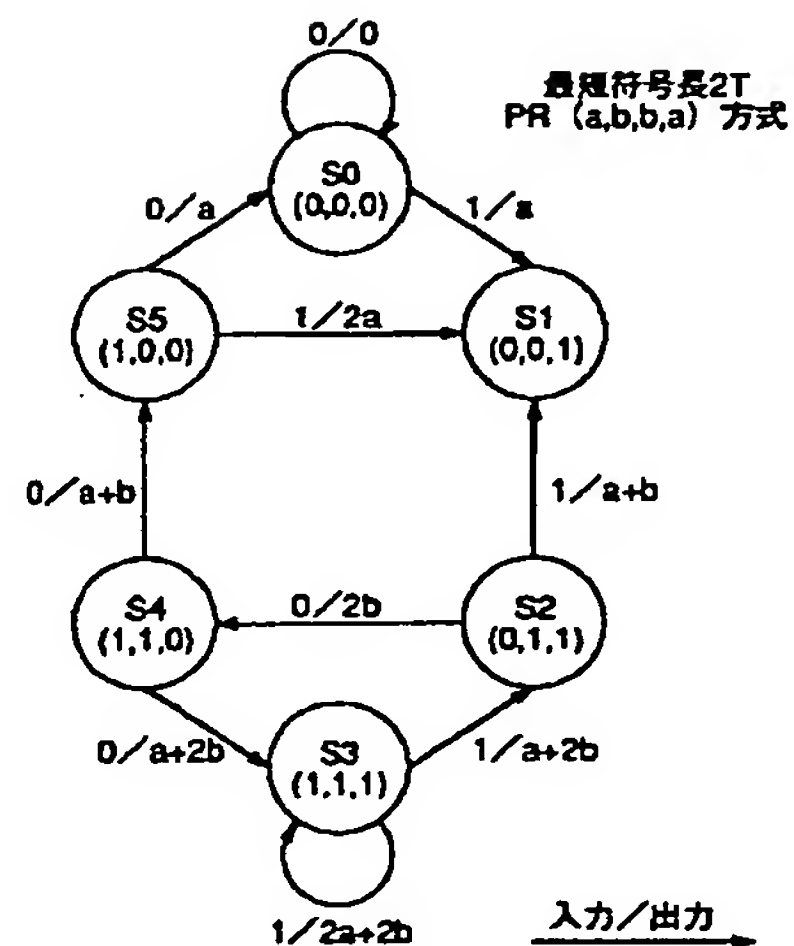 0/0
最短符号長2T
PR (a,b,b,a) 方式
S0
(0,0,0)
0/a
1/a
S5
(1,0,0)
1/2a
S1
(0,0,1)
0/a+b
1/a+b
S4
(1,1,0)
0/2b
S2
(0,1,1)
0/a+2b
S3
(1,1,1)
1/a+2b
1/2a+2b
入力/出力